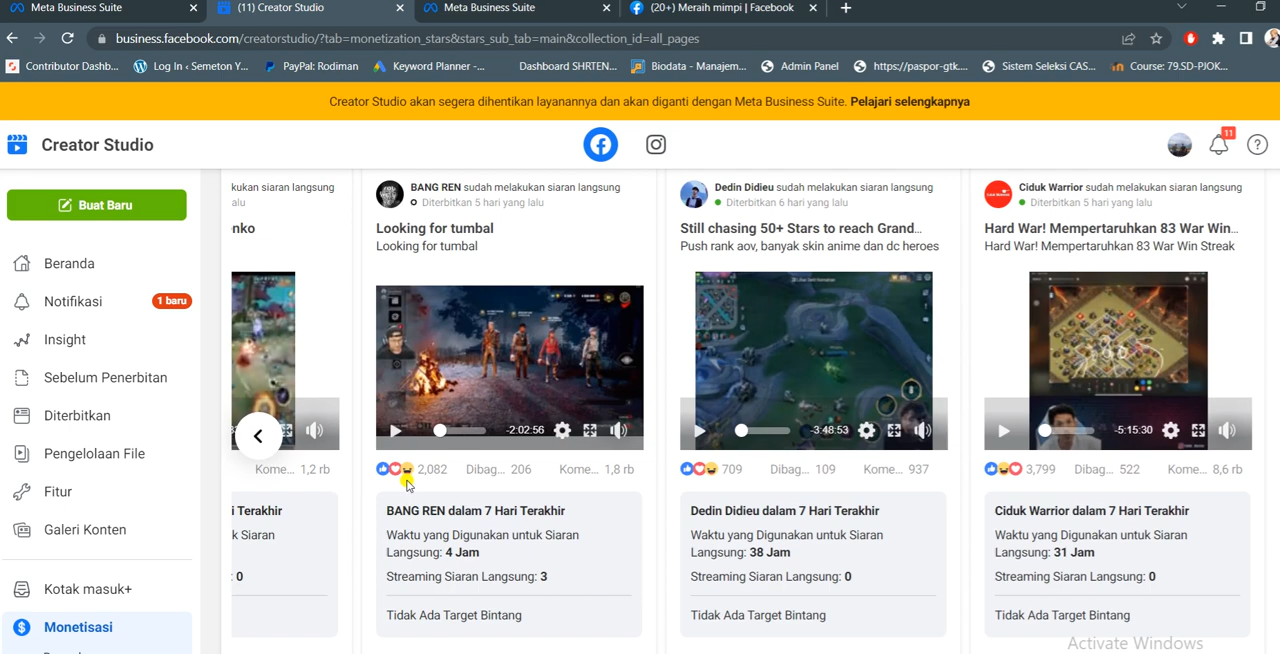 Meta Business Suite
(11) Creator Studio
Meta Business Suite
(20+) Meraih mimpi | Facebook
business.facebook.com/creatorstudio/?tab=monetization_stars&stars_sub_tab=main&collection_id=all_pages
Contributor Dashb...
Log In ‹ Semeton Y...
PayPal: Rodiman
Keyword Planner -...
Dashboard SHRTEN...
Biodata - Manajem...
Admin Panel
https://paspor-gtk....
Sistem Seleksi CAS...
Course: 79.SD-PJOK...
Creator Studio akan segera dihentikan layanannya dan akan diganti dengan Meta Business Suite. Pelajari selengkapnya
Creator Studio
11
Buat Baru
Beranda
Notifikasi
1 baru
Insight
Sebelum Penerbitan
Diterbitkan
Pengelolaan File
Fitur
Galeri Konten
Kotak masuk+
Monetisasi
kukan siaran langsung
alu
nko
Kome... 1,2 rb
i Terakhir
k Siaran
: 0
BANG REN sudah melakukan siaran langsung
Diterbitkan 5 hari yang lalu
Looking for tumbal
Looking for tumbal
-2:02:56
2,082
Dibag... 206
Kome... 1,8 rb
BANG REN dalam 7 Hari Terakhir
Waktu yang Digunakan untuk Siaran
Langsung: 4 Jam
Streaming Siaran Langsung: 3
Tidak Ada Target Bintang
Dedin Didieu sudah melakukan siaran langsung
Diterbitkan 6 hari yang lalu
Still chasing 50+ Stars to reach Grand...
Push rank aov, banyak skin anime dan dc heroes
-3:48:53
709
Dibag... 109
Kome... 937
Dedin Didieu dalam 7 Hari Terakhir
Waktu yang Digunakan untuk Siaran
Langsung: 38 Jam
Streaming Siaran Langsung: 0
Tidak Ada Target Bintang
Ciduk Warrior sudah melakukan siaran langsung
Diterbitkan 5 hari yang lalu
Hard War! Mempertaruhkan 83 War Win...
Hard War! Mempertaruhkan 83 War Win Streak
-5:15:30
3,799
Dibag... 522
Kome... 8,6 rb
Ciduk Warrior dalam 7 Hari Terakhir
Waktu yang Digunakan untuk Siaran
Langsung: 31 Jam
Streaming Siaran Langsung: 0
Tidak Ada Target Bintang
Activate Windows